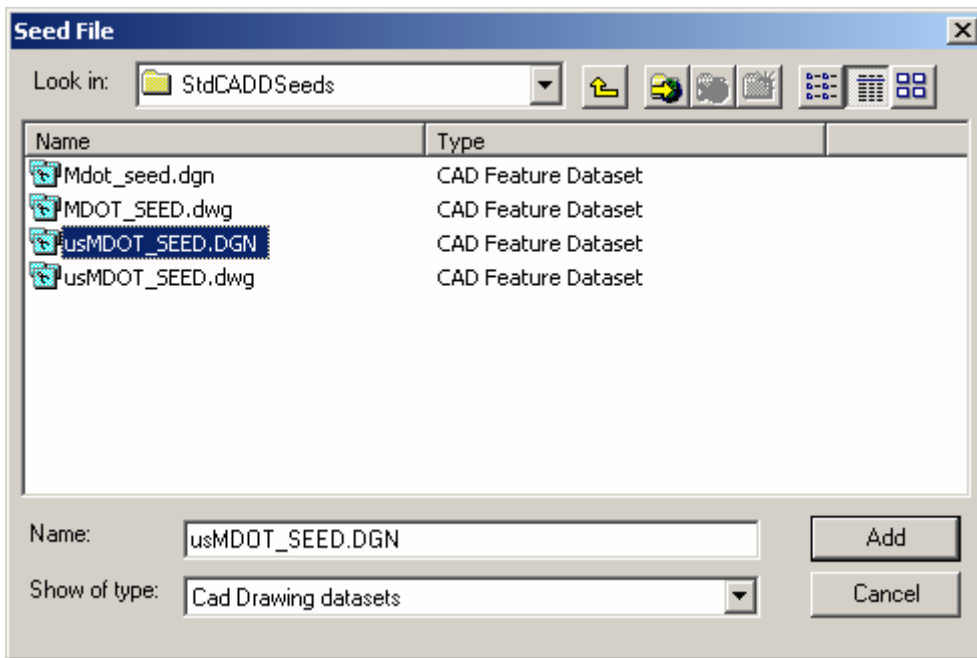 Seed File
Look in: StdCADDSeeds
Name Type
Mdot_seed.dgn CAD Feature Dataset
MDOT_SEED.dwg CAD Feature Dataset
usMDOT_SEED.DGN CAD Feature Dataset
usMDOT_SEED.dwg CAD Feature Dataset
Name: usMDOT_SEED.DGN Add
Show of type: Cad Drawing datasets Cancel